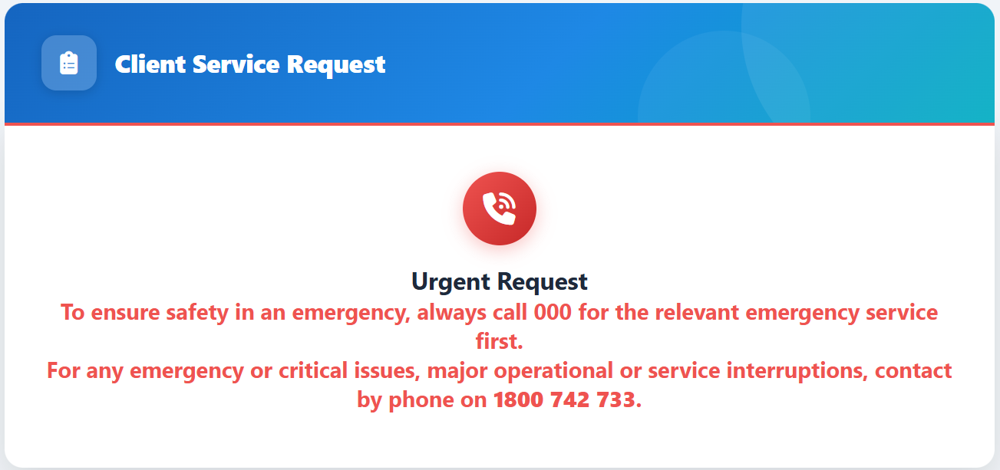 Client Service Request
Urgent Request
To ensure safety in an emergency, always call 000 for the relevant emergency service
first.
For any emergency or critical issues, major operational or service interruptions, contact
by phone on 1800 742 733.